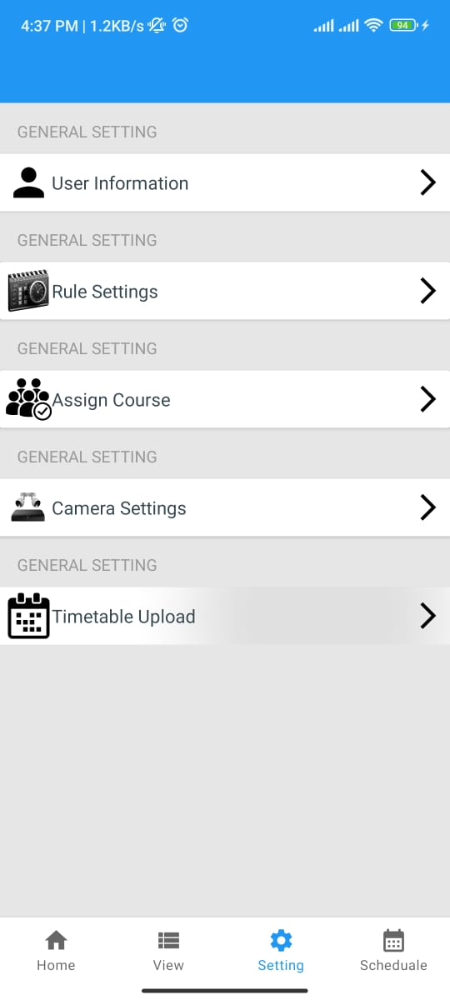 4:37 PM | 1.2KB/s
94
GENERAL SETTING
User Information
GENERAL SETTING
Rule Settings
GENERAL SETTING
Assign Course
GENERAL SETTING
Camera Settings
GENERAL SETTING
Timetable Upload
Home
View
Setting
Scheduale